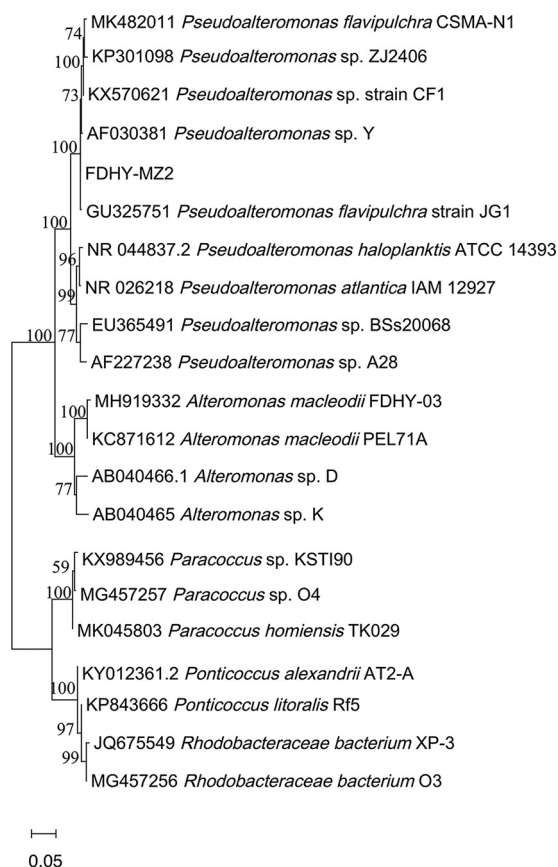 MK482011 Pseudoalteromonas flavipulchra CSMA-N1
74
KP301098 Pseudoalteromonas sp. ZJ2406
100
KX570621 Pseudoalteromonas sp. strain CF1
73
AF030381 Pseudoalteromonas sp. Y
100
FDHY-MZ2
GU325751 Pseudoalteromonas flavipulchra strain JG1
100
NR 044837.2 Pseudoalteromonas haloplanktis ATCC 14393
96
NR 026218 Pseudoalteromonas atlantica IAM 12927
99
EU365491 Pseudoalteromonas sp. BSs20068
100 77
AF227238 Pseudoalteromonas sp. A28
MH919332 Alteromonas macleodii FDHY-03
100
KC871612 Alteromonas macleodii PEL71A
100
AB040466.1 Alteromonas sp. D
77
AB040465 Alteromonas sp. K
KX989456 Paracoccus sp. KSTI90
59
MG457257 Paracoccus sp. O4
100
MK045803 Paracoccus homiensis TK029
KY012361.2 Ponticoccus alexandrii AT2-A
100
KP843666 Ponticoccus litoralis Rf5
97
JQ675549 Rhodobacteraceae bacterium XP-3
99
MG457256 Rhodobacteraceae bacterium O3
0.05